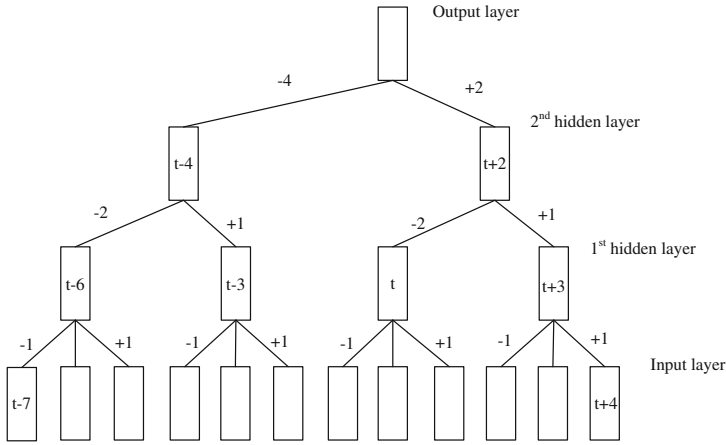 Output layer
-4
+2
2nd hidden layer
t-4
t+2
-2
+1
-2
+1
1st hidden layer
t-6
t-3
t
t+3
-1
+1
-1
+1
-1
+1
-1
+1
Input layer
t-7
t+4